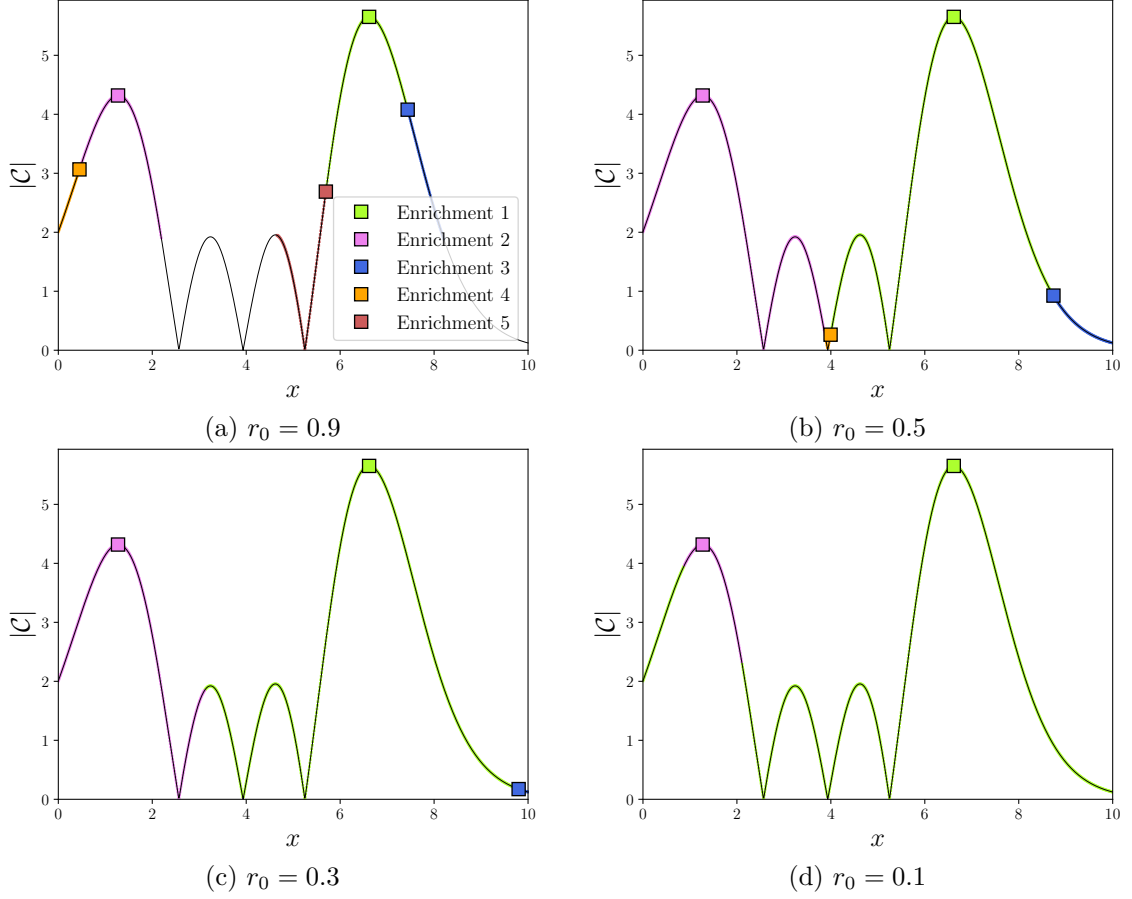 5
4
3
2
1
0
|C|
0 2 4 6 8 10
x
Enrichment 1
Enrichment 2
Enrichment 3
Enrichment 4
Enrichment 5
(a) r₀ = 0.9
5
4
3
2
1
0
|C|
0 2 4 6 8 10
x
(b) r₀ = 0.5
5
4
3
2
1
0
|C|
0 2 4 6 8 10
x
(c) r₀ = 0.3
5
4
3
2
1
0
|C|
0 2 4 6 8 10
x
(d) r₀ = 0.1